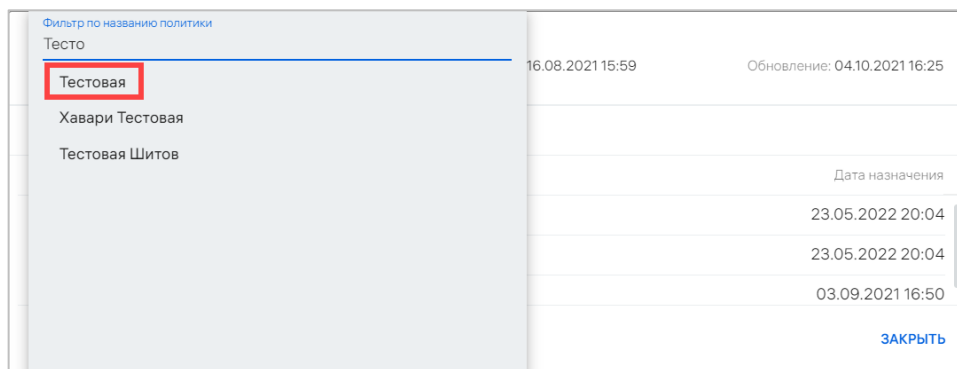 Фильтр по названию политики
Тесто
16.08.2021 15:59
Обновление: 04.10.2021 16:25
Тестовая
Хавари Тестовая
Тестовая Шитов
Дата назначения
23.05.2022 20:04
23.05.2022 20:04
03.09.2021 16:50
ЗАКРЫТЬ